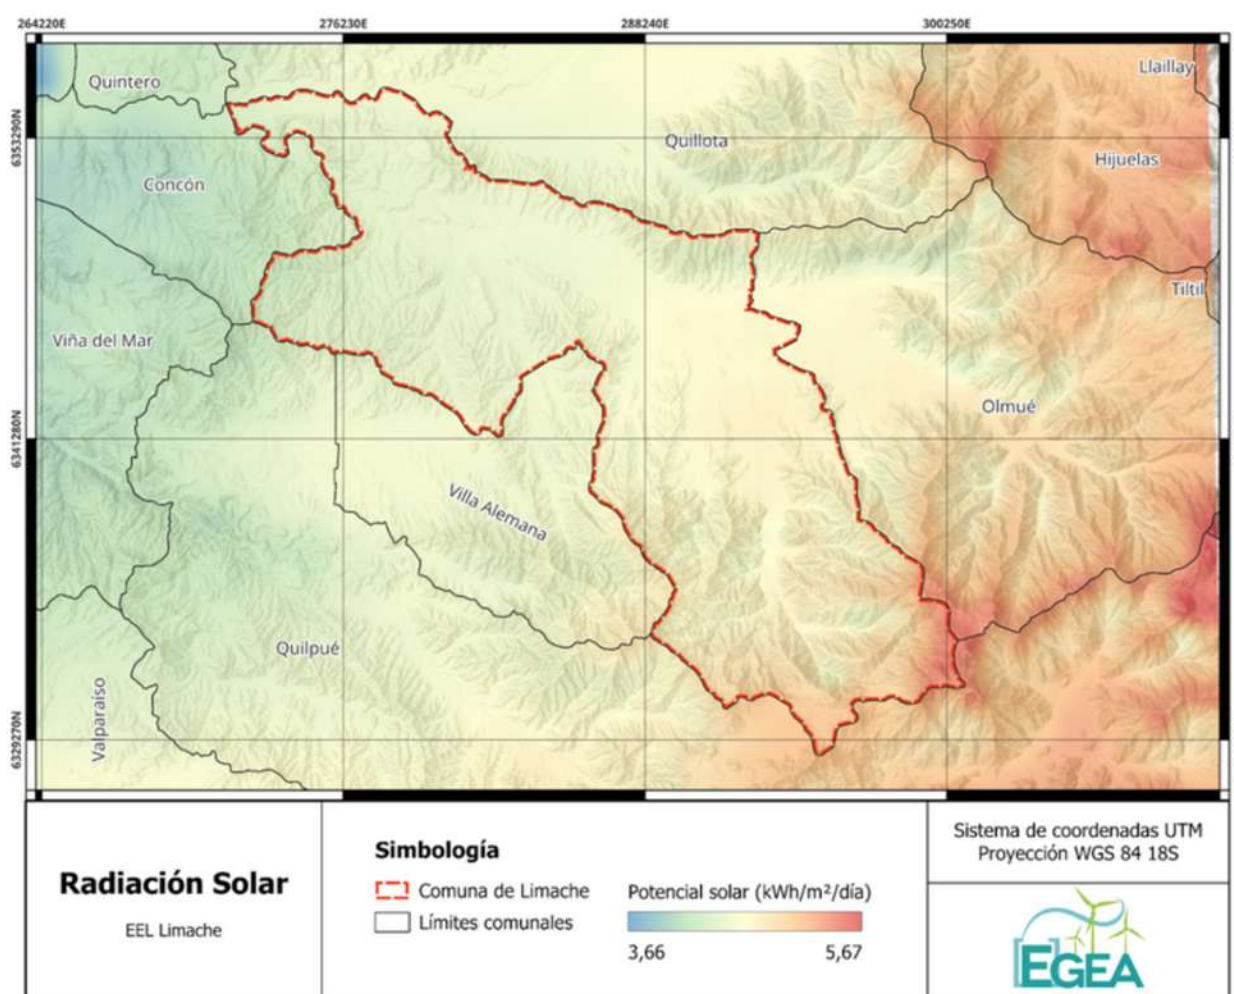 264220E
276230E
288240E
300250E
Llaillay
Quintero
6353290N
Quillota
Hijuelas
Concón
Tiltil
Viña del Mar
Olmué
6341280N
Villa Alemana
Quilpué
Valparaíso
6329270N
Radiación Solar
EEL Limache
Simbología
Comuna de Limache
Límites comunales
Potencial solar (kWh/m²/día)
3,66
5,67
Sistema de coordenadas UTM
Proyección WGS 84 18S
EGEA